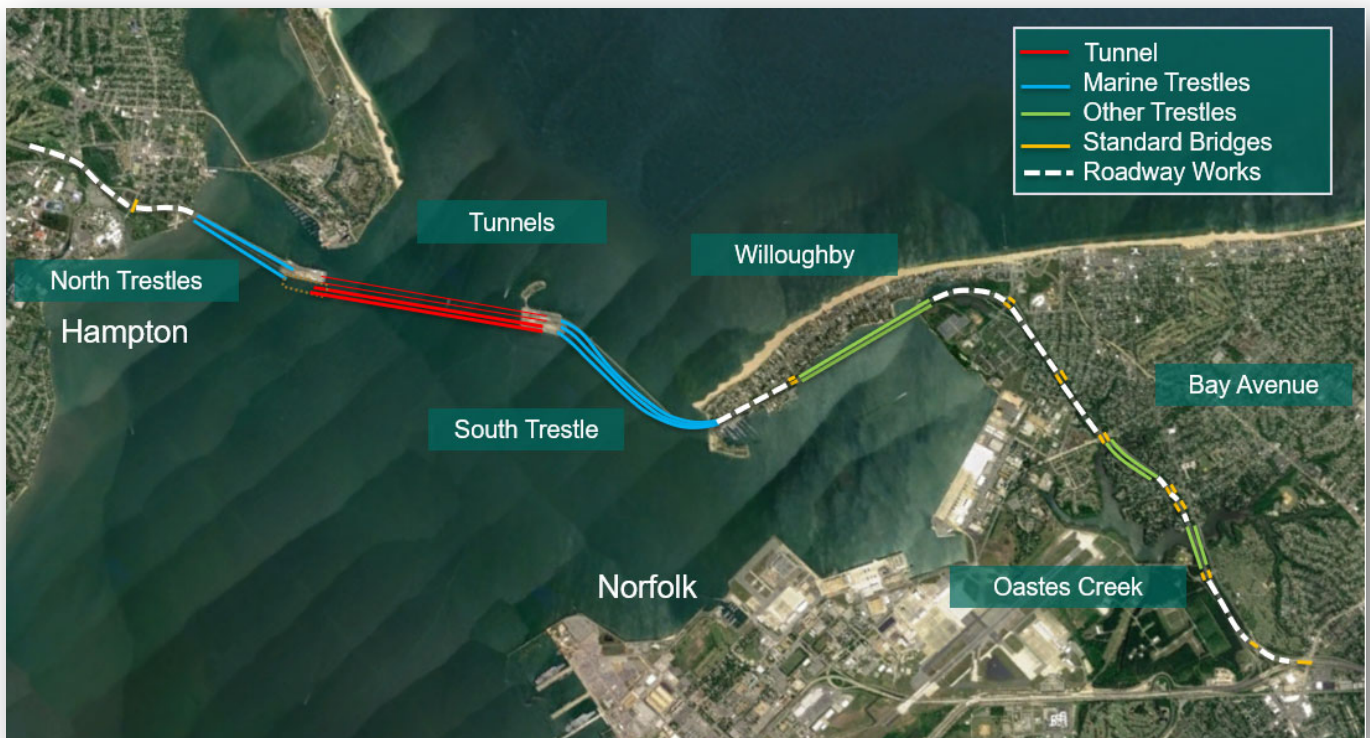 Tunnel
Marine Trestles
Other Trestles
Standard Bridges
Roadway Works
Tunnels
Willoughby
North Trestles
Hampton
Bay Avenue
South Trestle
Norfolk
Oastes Creek